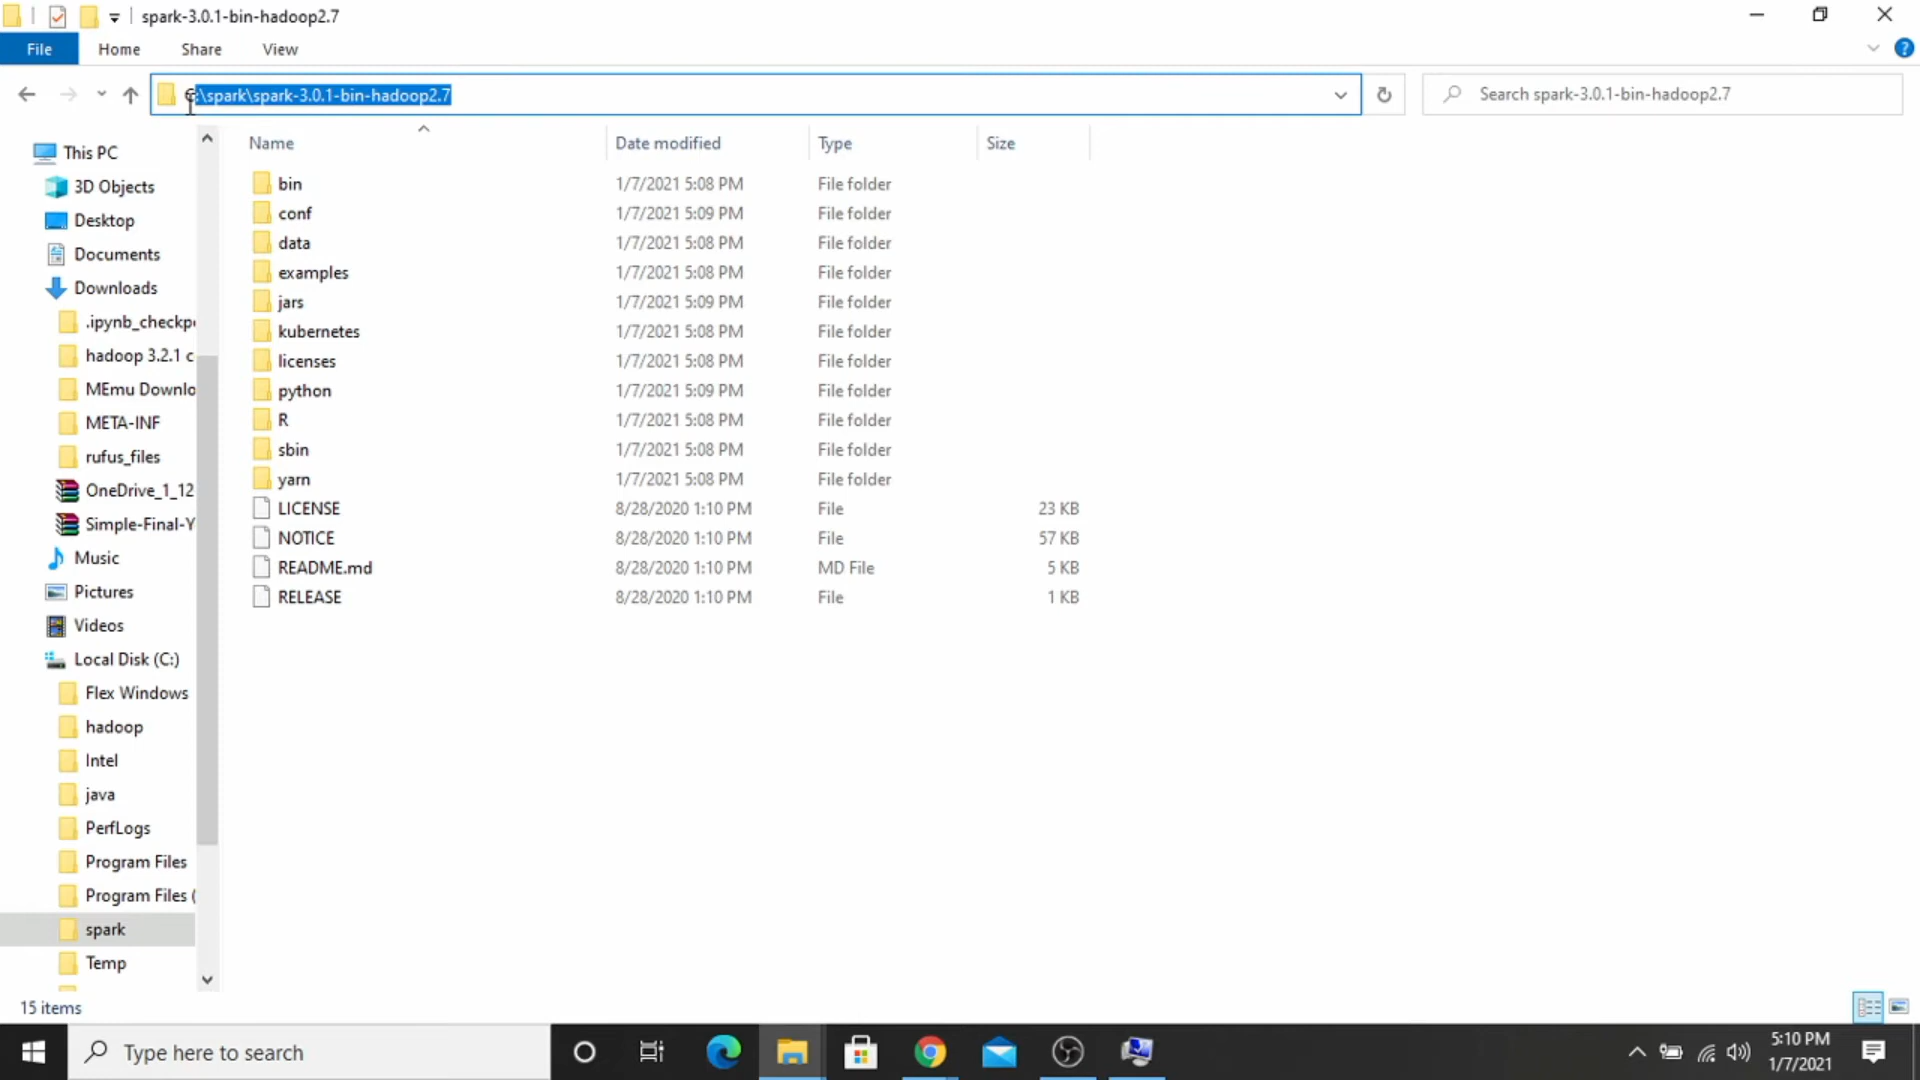 spark-3.0.1-bin-hadoop2.7
File Home Share View
C:\spark\spark-3.0.1-bin-hadoop2.7
Search spark-3.0.1-bin-hadoop2.7
This PC
3D Objects
Desktop
Documents
Downloads
.ipynb_checkp
hadoop 3.2.1 c
MEmu Downlo
META-INF
rufus_files
OneDrive_1_12
Simple-Final-Y
Music
Pictures
Videos
Local Disk (C:)
Flex Windows
hadoop
Intel
java
PerfLogs
Program Files
Program Files (
spark
Temp
Name Date modified Type Size
bin 1/7/2021 5:08 PM File folder
conf 1/7/2021 5:09 PM File folder
data 1/7/2021 5:08 PM File folder
examples 1/7/2021 5:08 PM File folder
jars 1/7/2021 5:09 PM File folder
kubernetes 1/7/2021 5:08 PM File folder
licenses 1/7/2021 5:08 PM File folder
python 1/7/2021 5:09 PM File folder
R 1/7/2021 5:08 PM File folder
sbin 1/7/2021 5:08 PM File folder
yarn 1/7/2021 5:08 PM File folder
LICENSE 8/28/2020 1:10 PM File 23 KB
NOTICE 8/28/2020 1:10 PM File 57 KB
README.md 8/28/2020 1:10 PM MD File 5 KB
RELEASE 8/28/2020 1:10 PM File 1 KB
15 items
Type here to search
5:10 PM
1/7/2021